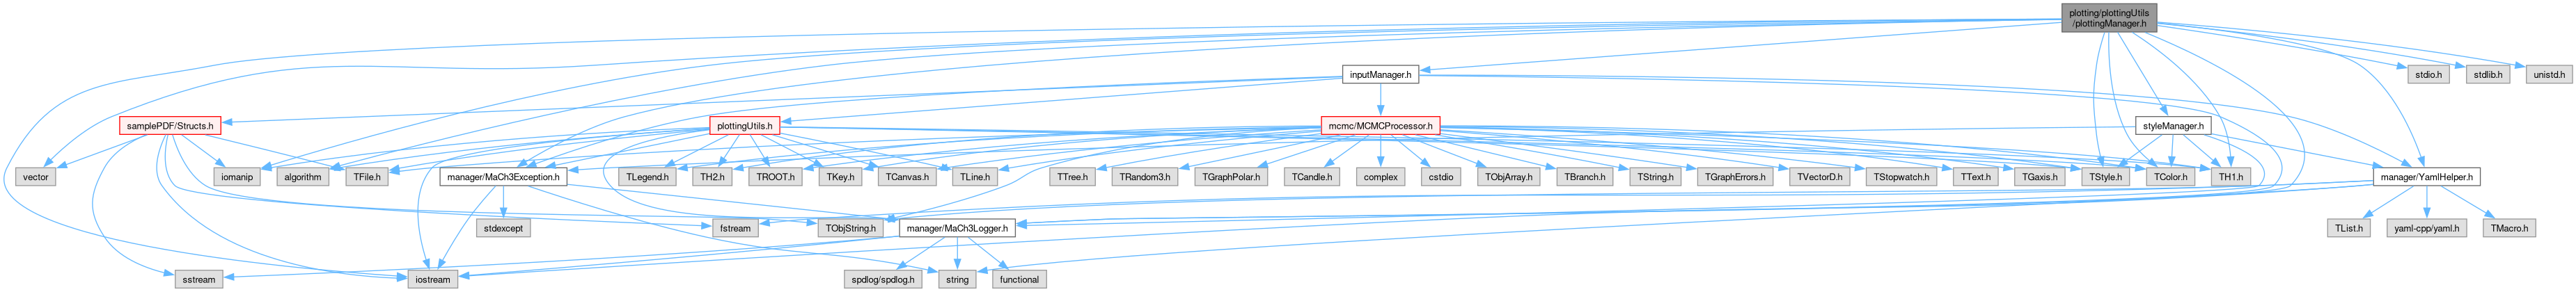 plotting/plottingUtils
/plottingManager.h
inputManager.h
stdio.h
stdlib.h
unistd.h
samplePDF/Structs.h
plottingUtils.h
mcmc/MCMCProcessor.h
styleManager.h
vector
iomanip
algorithm
TFile.h
manager/MaCh3Exception.h
TLegend.h
TH2.h
TROOT.h
TKey.h
TCanvas.h
TLine.h
TTree.h
TRandom3.h
TGraphPolar.h
TCandle.h
complex
cstdio
TObjArray.h
TBranch.h
TString.h
TGraphErrors.h
TVectorD.h
TStopwatch.h
TText.h
TGaxis.h
TStyle.h
TColor.h
TH1.h
manager/YamlHelper.h
stdexcept
fstream
TObjString.h
manager/MaCh3Logger.h
TList.h
yaml-cpp/yaml.h
TMacro.h
sstream
iostream
spdlog/spdlog.h
string
functional